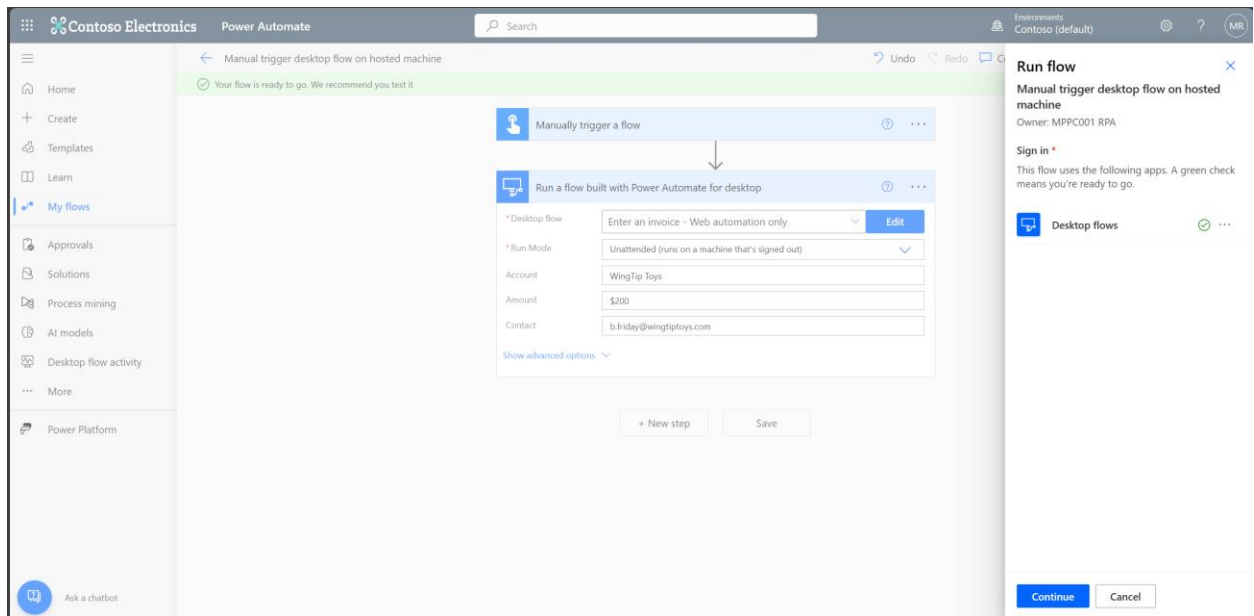 Contoso Electronics
Power Automate
Search
Environments
Contoso (default)
?
MR
Manual trigger desktop flow on hosted machine
Undo
Redo
Your flow is ready to go. We recommend you test it
Home
Create
Templates
Learn
My flows
Approvals
Solutions
Process mining
AI models
Desktop flow activity
More
Power Platform
Ask a chatbot
Manually trigger a flow
Run a flow built with Power Automate for desktop
* Desktop flow
Enter an invoice - Web automation only
Edit
* Run Mode
Unattended (runs on a machine that's signed out)
Account
WingTip Toys
Amount
$200
Contact
b.friday@wingtiptoys.com
Show advanced options
+ New step
Save
Run flow
Manual trigger desktop flow on hosted
machine
Owner: MPPC001 RPA
Sign in *
This flow uses the following apps. A green check
means you're ready to go.
Desktop flows
Continue
Cancel